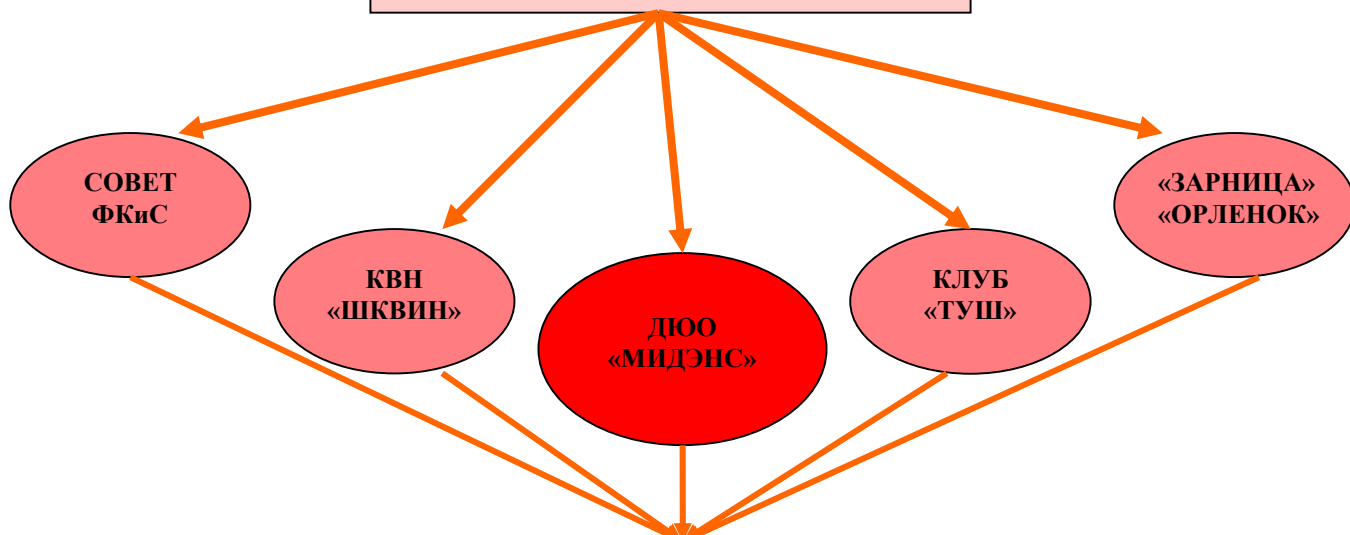 СОВЕТ
ФКиС
КВН
«ШКВИН»
ДЮО
«МИДЭНС»
КЛУБ
«ТУШ»
«ЗАРНИЦА»
«ОРЛЕНОК»